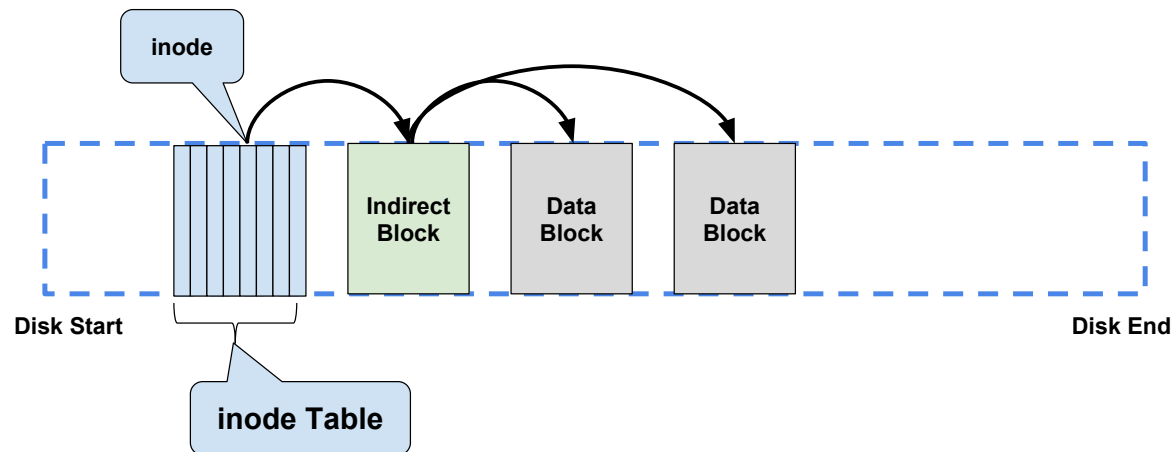 inode
Indirect
Block
Data
Block
Data
Block
Disk Start
Disk End
inode Table